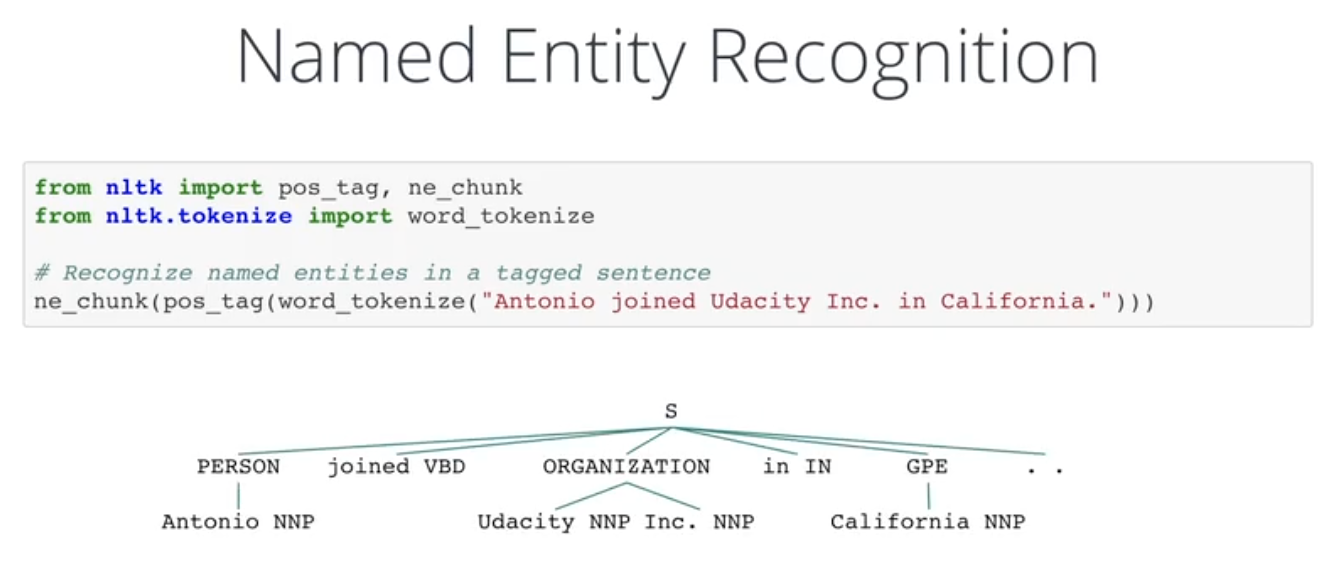 Named Entity Recognition
from nltk import pos_tag, ne_chunk
from nltk.tokenize import word_tokenize
# Recognize named entities in a tagged sentence
ne_chunk(pos_tag(word_tokenize("Antonio joined Udacity Inc. in California.")))
S
PERSON joined VBD ORGANIZATION in IN GPE . .
Antonio NNP Udacity NNP Inc. NNP California NNP